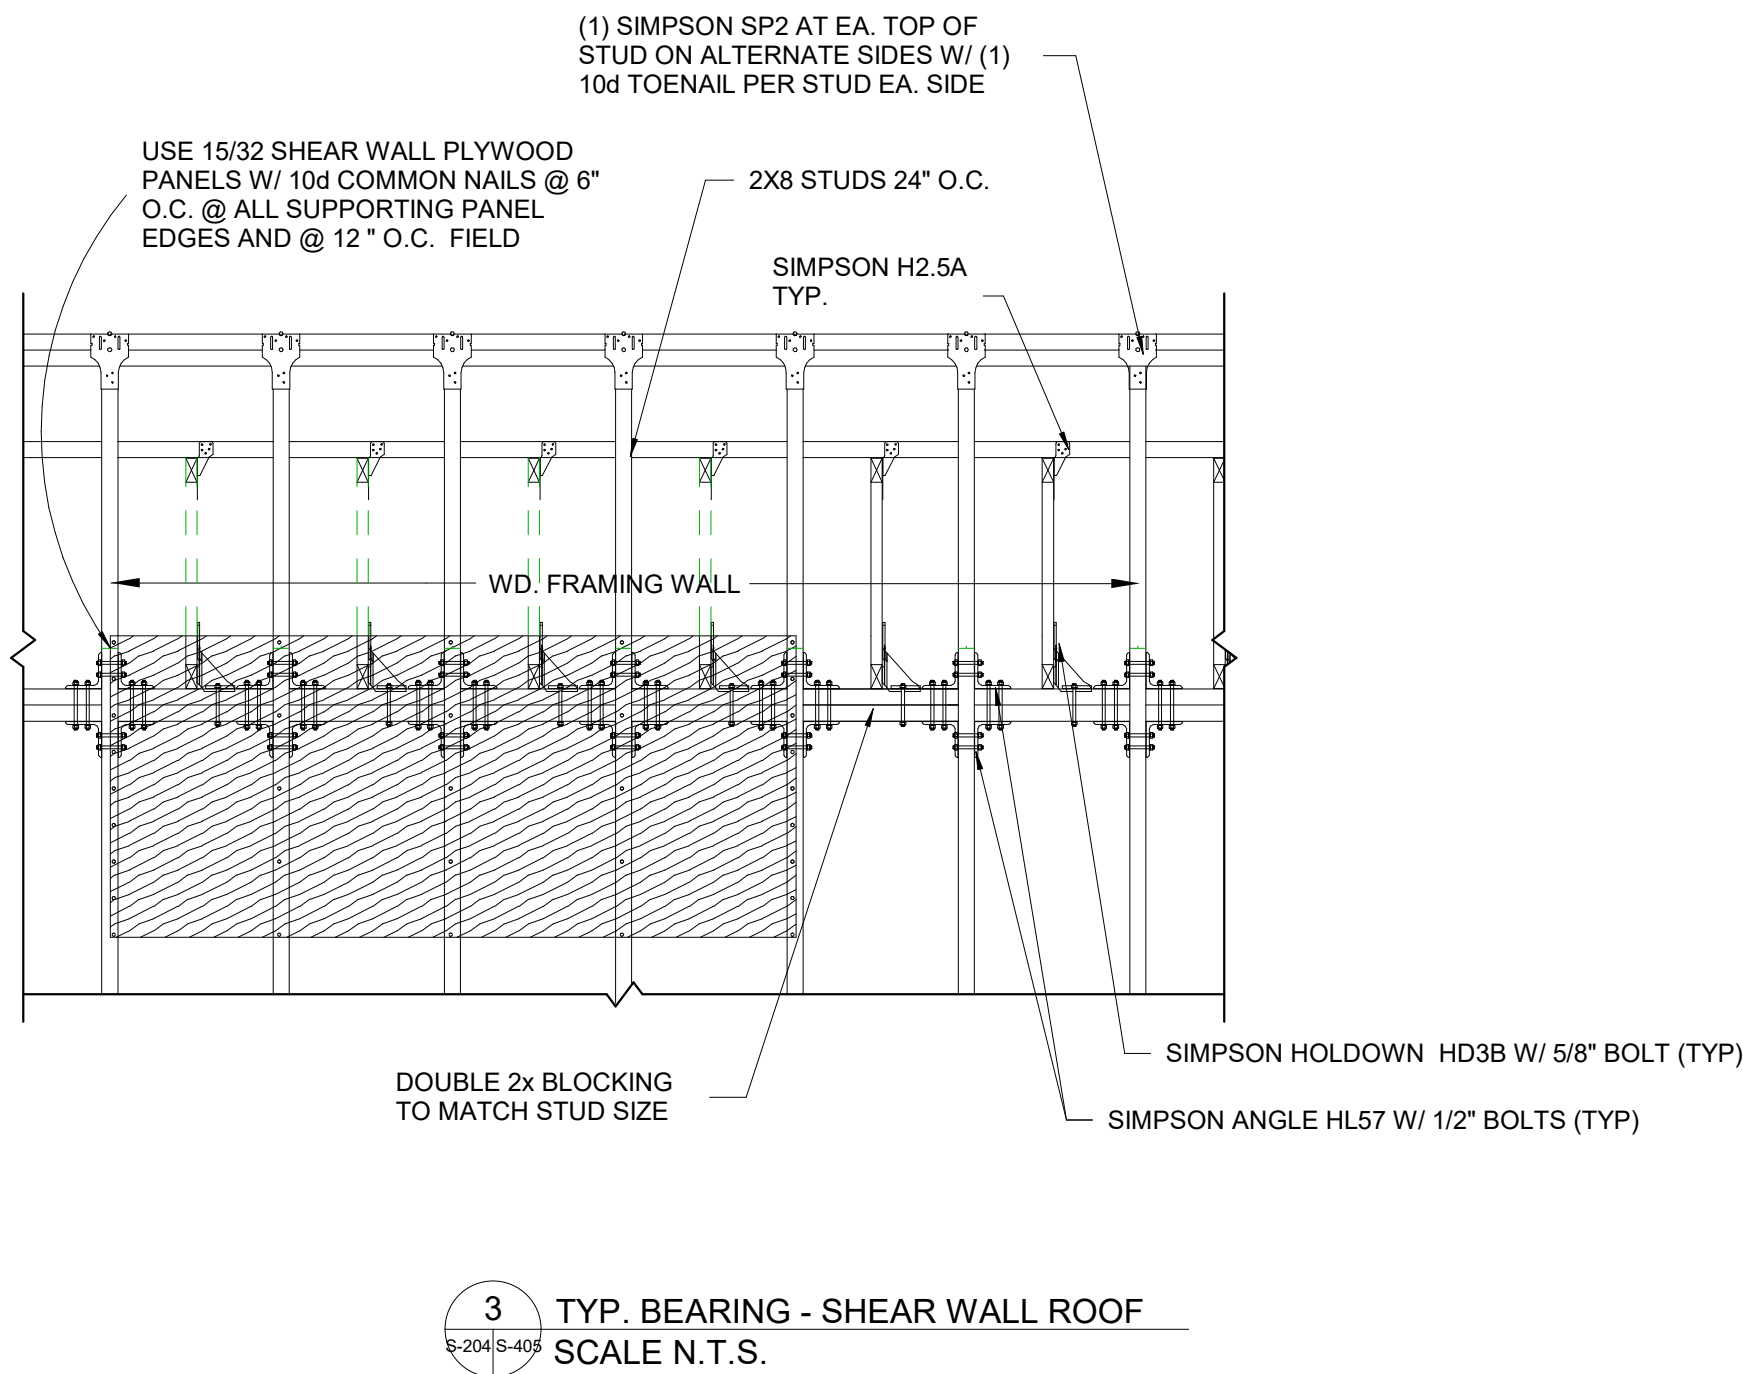 (1) SIMPSON SP2 AT EA. TOP OF
STUD ON ALTERNATE SIDES W/ (1)
10d TOENAIL PER STUD EA. SIDE
USE 15/32 SHEAR WALL PLYWOOD
PANELS W/ 10d COMMON NAILS @ 6"
O.C. @ ALL SUPPORTING PANEL
EDGES AND @ 12 " O.C. FIELD
2X8 STUDS 24" O.C.
SIMPSON H2.5A
TYP.
WD. FRAMING WALL
SIMPSON HOLDOWN HD3B W/ 5/8" BOLT (TYP)
DOUBLE 2x BLOCKING
TO MATCH STUD SIZE
SIMPSON ANGLE HL57 W/ 1/2" BOLTS (TYP)
3
TYP. BEARING - SHEAR WALL ROOF
S-204 S-405
SCALE N.T.S.